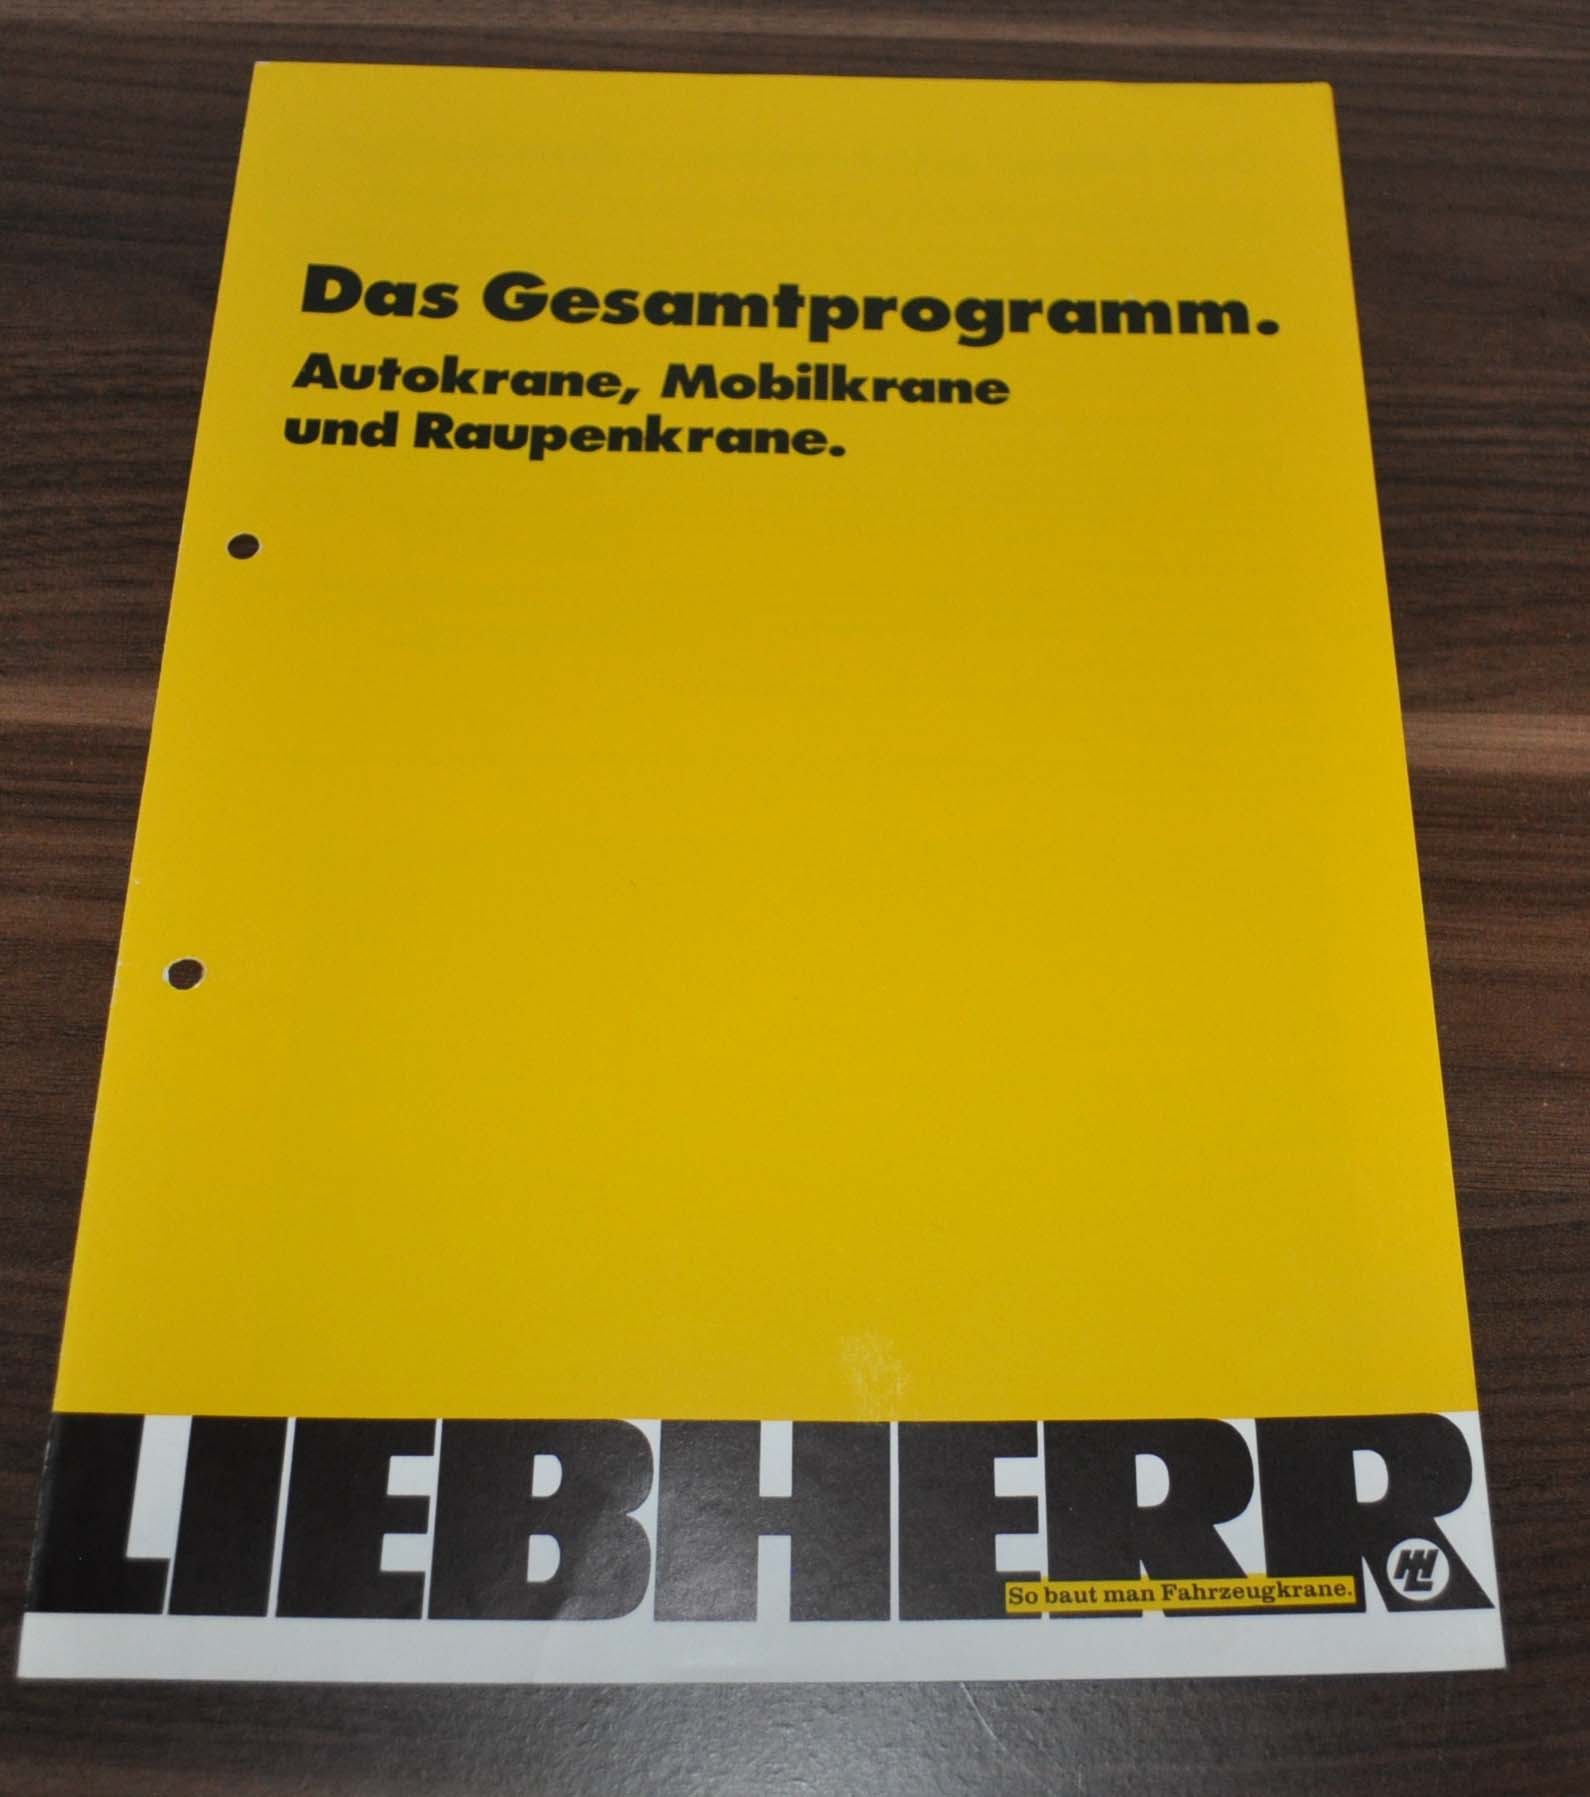 Das Gesamtprogramm.
Autokrane, Mobilkrane
und Raupenkrane.
LIEBHERR
So baut man Fahrzeugkrane.